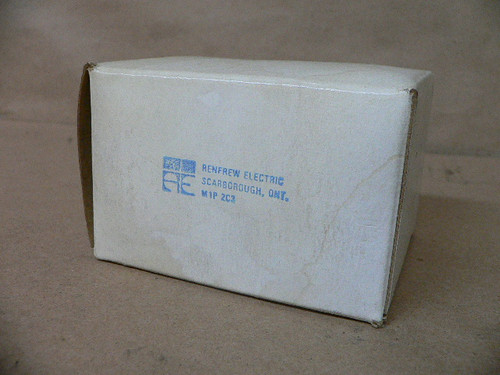 RE
RENFREW ELECTRIC
SCARBOROUGH, ONT.
M1P 2C3